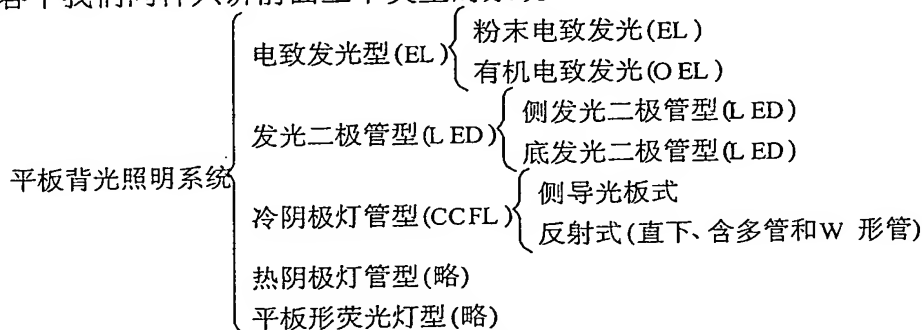 粉末电致发光(EL)
电致发光型(EL)
有机电致发光(OEL)
侧发光二极管型(LED)
发光二极管型(LED)
底发光二极管型(LED)
平板背光照明系统
侧导光板式
冷阴极灯管型(CCFL)
反射式(直下、含多管和W 形管)
热阴极灯管型(略)
平板形荧光灯型(略)